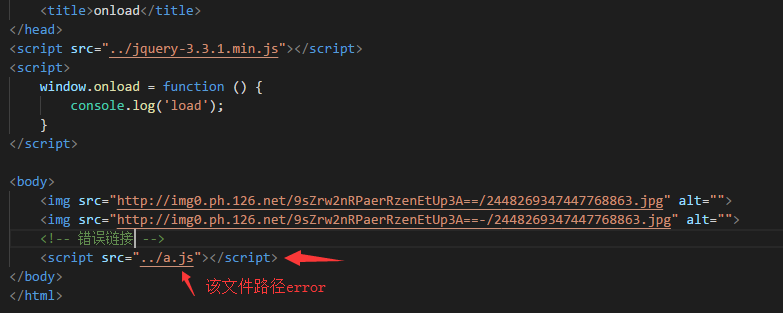 <title>onload</title>
</head>
<script src="../jquery-3.3.1.min.js"></script>
<script>
window.onload = function () {
console.log('load');
}
</script>
<body>
<img src="http://img0.ph.126.net/9sZrw2nRPaerRzenEtUp3A==/2448269347447768863.jpg" alt="">
<img src="http://img0.ph.126.net/9sZrw2nRPaerRzenEtUp3A==-/2448269347447768863.jpg" alt="">
<!-- 错误链接 -->
<script src="../a.js"></script>
</body>
该文件路径error
</html>